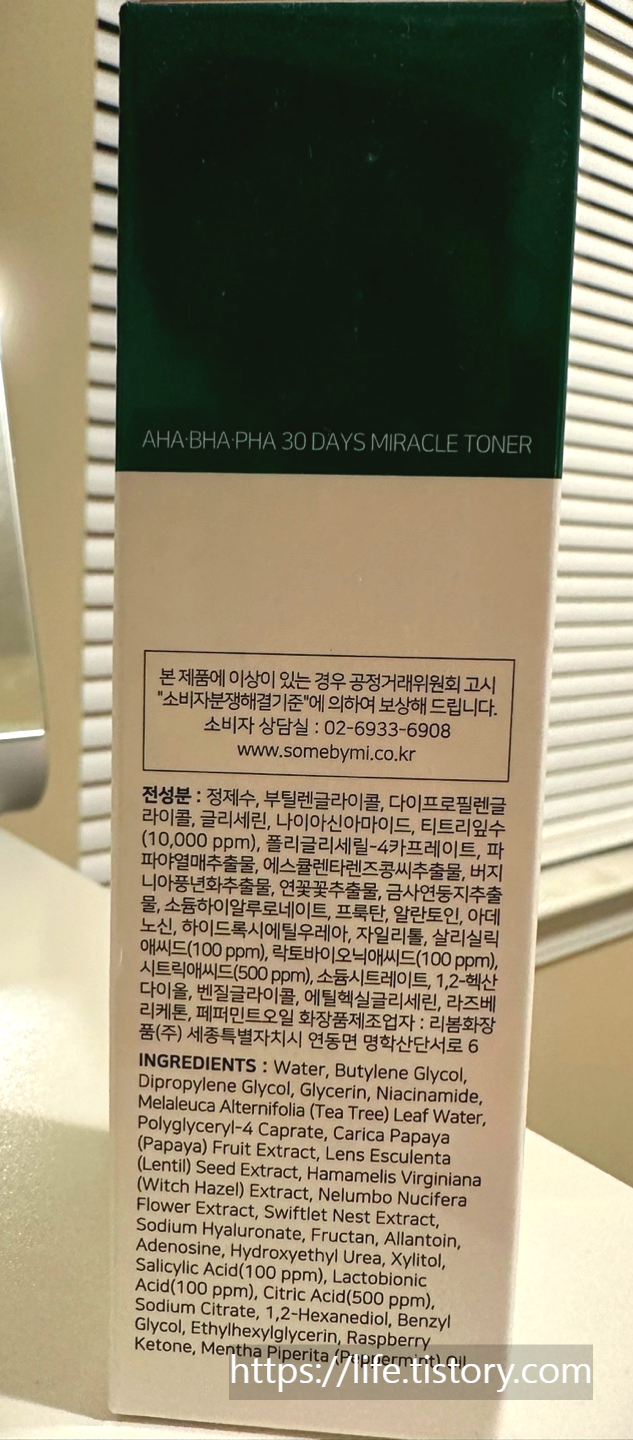 AHA·BHA·PHA 30 DAYS MIRACLE TONER
본 제품에 이상이 있는 경우 공정거래위원회 고시
"소비자분쟁해결기준"에 의하여 보상해 드립니다.
소비자 상담실 : 02-6933-6908
www.somebymi.co.kr
전성분 : 정제수, 부틸렌글라이콜, 다이프로필렌글
라이콜, 글리세린, 나이아신아마이드, 티트리잎수
(10,000 ppm), 폴리글리세릴-4카프레이트, 파
파야열매추출물, 에스큘렌타렌즈콩씨추출물, 버지
니아풍년화추출물, 연꽃꽃추출물, 금사연둥지추출
물, 소듐하이알루로네이트, 프룩탄, 알란토인, 아데
노신, 하이드록시에틸우레아, 자일리톨, 살리실릭
애씨드(100 ppm), 락토바이오닉애씨드(100 ppm),
시트릭애씨드(500 ppm), 소듐시트레이트, 1,2-헥산
다이올, 벤질글라이콜, 에틸헥실글리세린, 라즈베
리케톤, 페퍼민트오일 화장품제조업자 : 리봄화장
품(주) 세종특별자치시 연동면 명학산단서로 6
INGREDIENTS : Water, Butylene Glycol,
Dipropylene Glycol, Glycerin, Niacinamide,
Melaleuca Alternifolia (Tea Tree) Leaf Water,
Polyglyceryl-4 Caprate, Carica Papaya
(Papaya) Fruit Extract, Lens Esculenta
(Lentil) Seed Extract, Hamamelis Virginiana
(Witch Hazel) Extract, Nelumbo Nucifera
Flower Extract, Swiftlet Nest Extract,
Sodium Hyaluronate, Fructan, Allantoin,
Adenosine, Hydroxyethyl Urea, Xylitol,
Salicylic Acid(100 ppm), Lactobionic
Acid(100 ppm), Citric Acid(500 ppm),
Sodium Citrate, 1,2-Hexanediol, Benzyl
Glycol, Ethylhexylglycerin, Raspberry
Ketone, Mentha Piperita (Peppermint) Oil
https://life.tistory.com